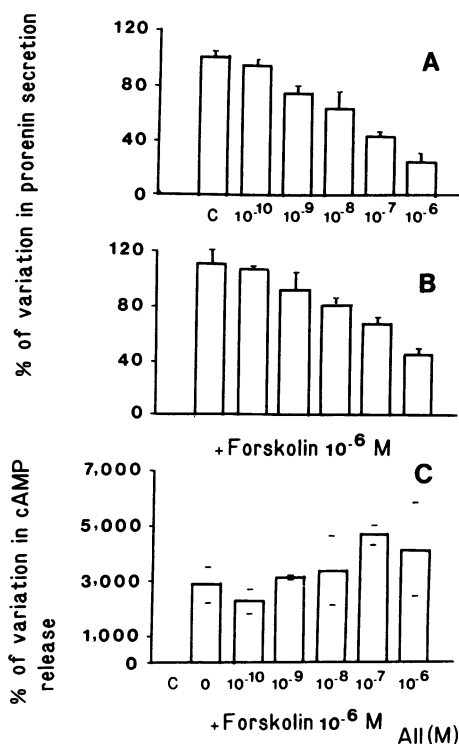 % of variation in prorenin secretion
120
80
40
0
A
C 10-10 10-9 10-8 10-7 10-6
120
80
40
0
B
+ Forskolin 10-6 M
% of variation in cAMP
release
7,000
5,000
3,000
1,000
0
C
C 0 10-10 10-9 10-8 10-7 10-6
+ Forskolin 10-6 M
AII (M)